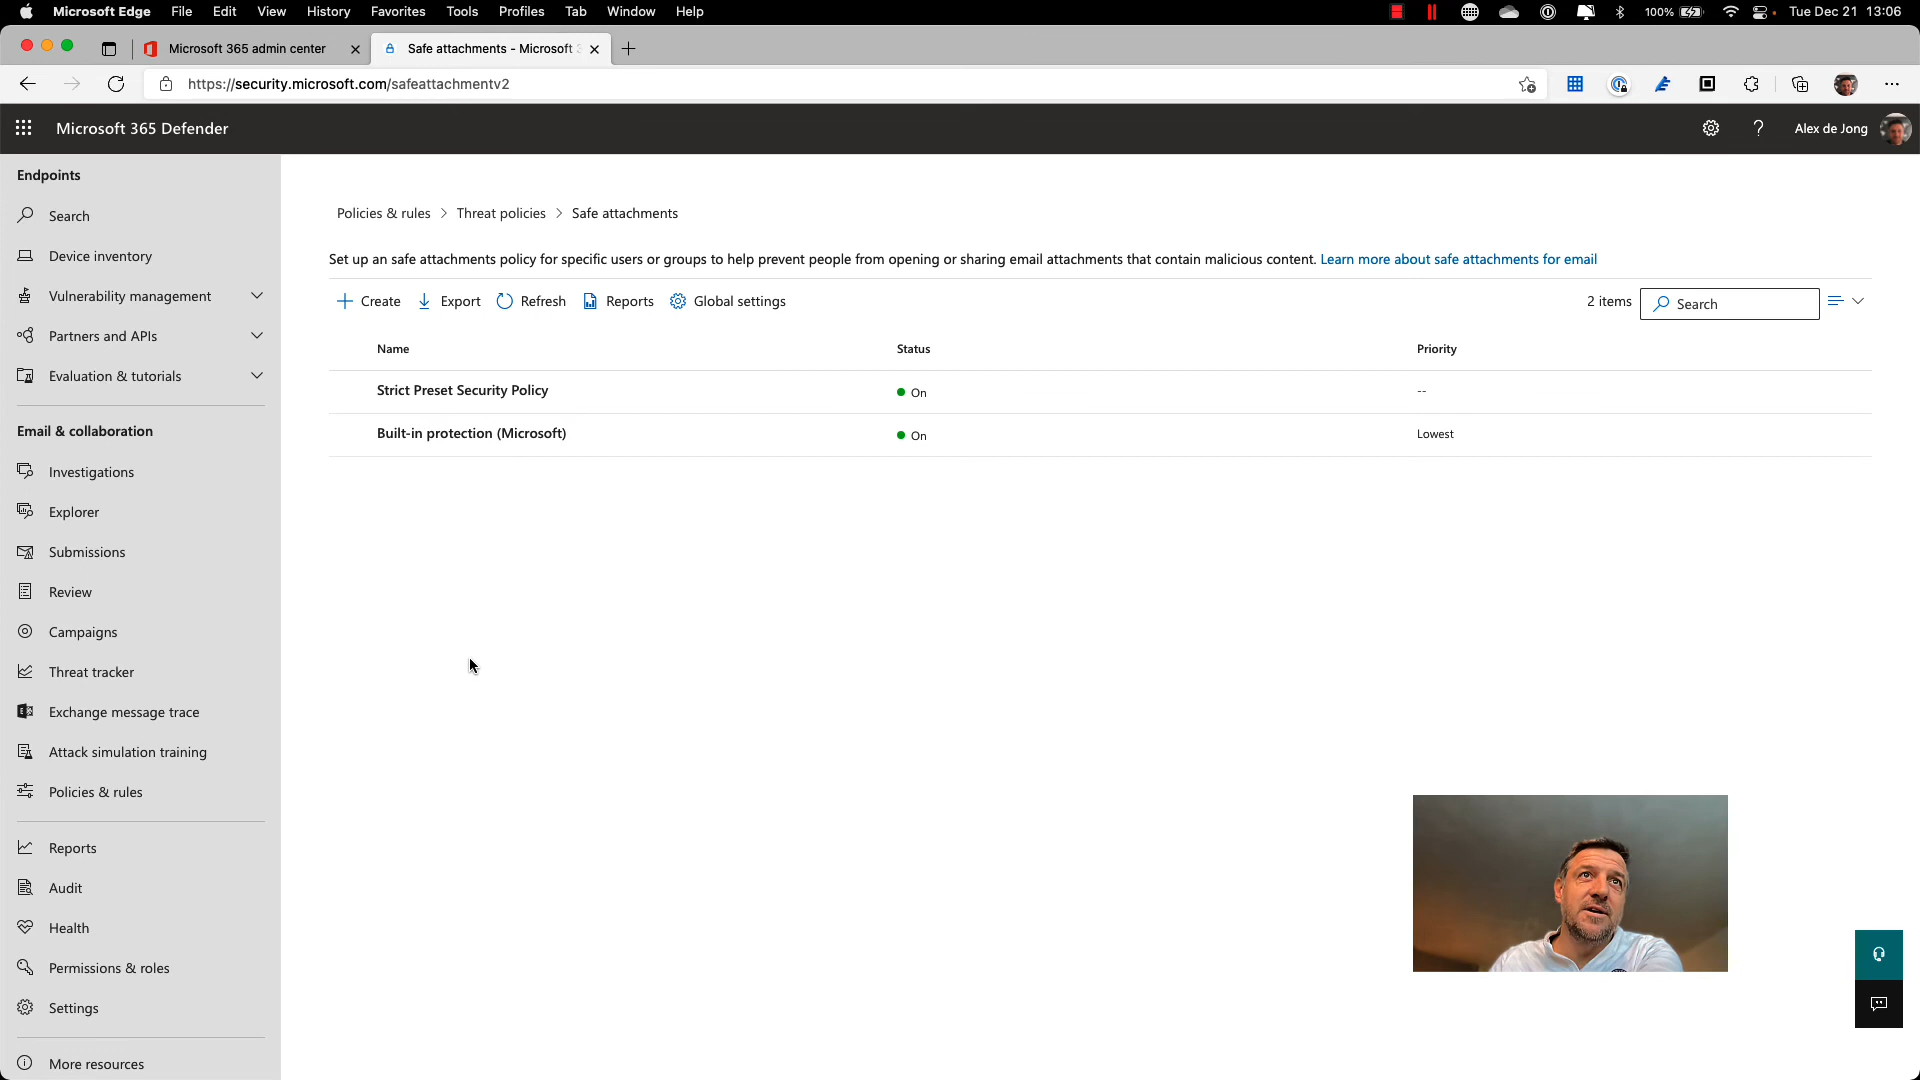 Microsoft Edge File Edit View History Favorites Tools Profiles Tab Window Help 100% Tue Dec 21 13:06
Microsoft 365 admin center
Safe attachments - Microsoft 3
https://security.microsoft.com/safeattachmentv2
Microsoft 365 Defender
Alex de Jong
Endpoints
Search
Device inventory
Vulnerability management
Partners and APIs
Evaluation & tutorials
Email & collaboration
Investigations
Explorer
Submissions
Review
Campaigns
Threat tracker
Exchange message trace
Attack simulation training
Policies & rules
Reports
Audit
Health
Permissions & roles
Settings
More resources
Policies & rules > Threat policies > Safe attachments
Set up an safe attachments policy for specific users or groups to help prevent people from opening or sharing email attachments that contain malicious content. Learn more about safe attachments for email
Create Export Refresh Reports Global settings 2 items Search
Name Status Priority
Strict Preset Security Policy On --
Built-in protection (Microsoft) On Lowest